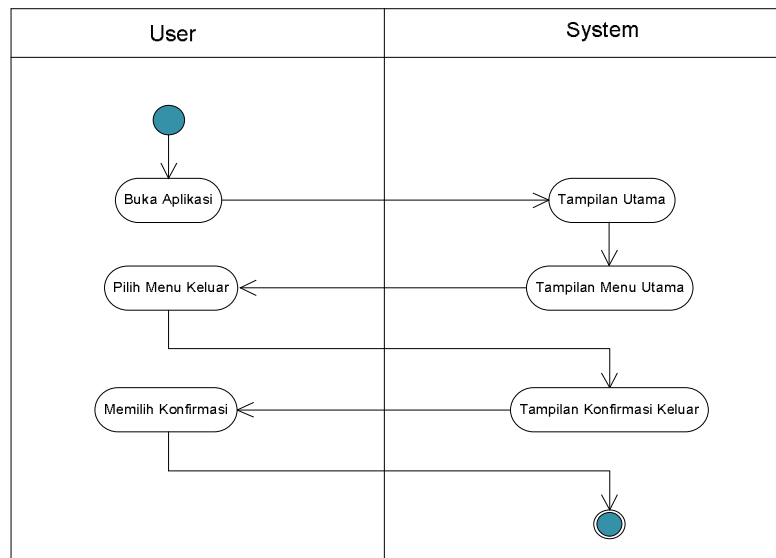 User
System
Buka Aplikasi
Tampilan Utama
Pilih Menu Keluar
Tampilan Menu Utama
Memilih Konfirmasi
Tampilan Konfirmasi Keluar